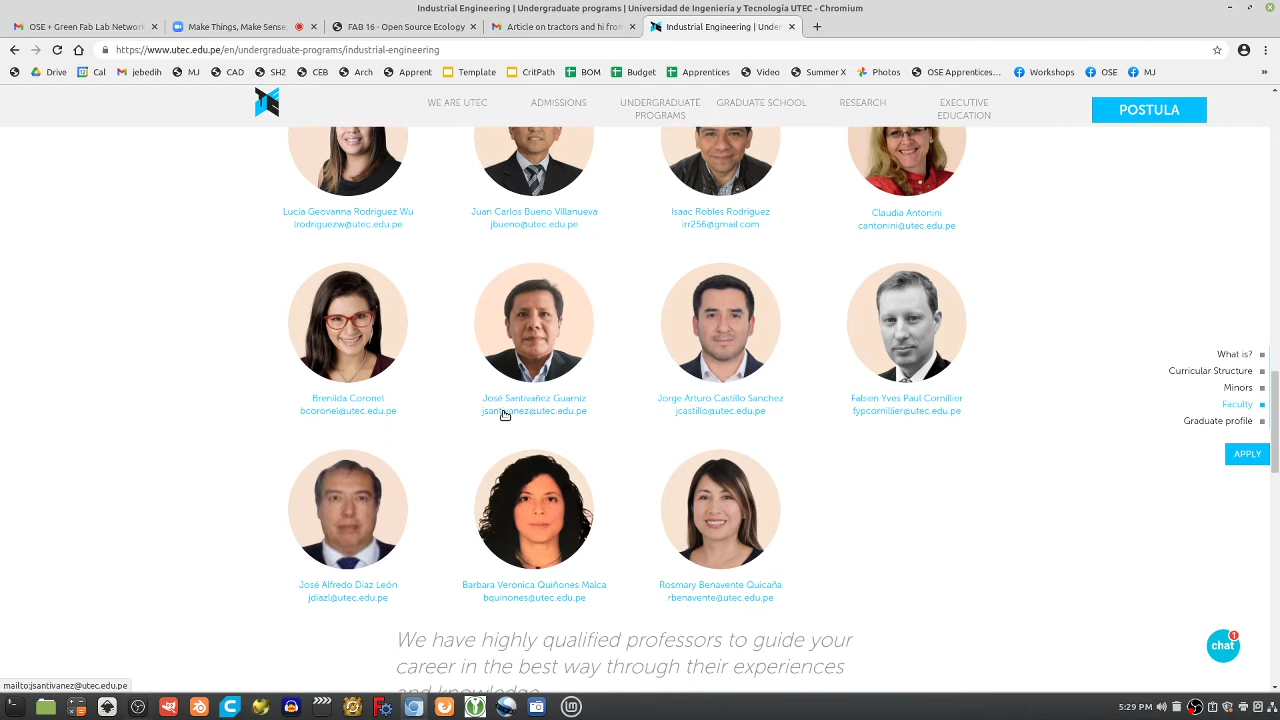 Industrial Engineering | Undergraduate programs | Universidad de Ingeniería y Tecnología UTEC - Chromium
OSE + Green Fab Lab Network
Make Things, Make Sense,
FAB 16 - Open Source Ecology
Article on tractors and hi from
Industrial Engineering | Under
https://www.utec.edu.pe/en/undergraduate-programs/industrial-engineering
Drive
Cal
jebediti
MJ
CAD
SH2
CEB
Arch
Apprent
Template
CritPath
BOM
Budget
Apprentices
Video
Summer X
Photos
OSE Apprentices...
Workshops
OSE
MJ
»
WE ARE UTEC
ADMISSIONS
UNDERGRADUATE
PROGRAMS
GRADUATE SCHOOL
RESEARCH
EXECUTIVE
EDUCATION
POSTULA
Lucia Geovanna Rodriguez Wu
lrodriguezw@utec.edu.pe
Juan Carlos Bueno Villanueva
jbueno@utec.edu.pe
Isaac Robles Rodriguez
irr256@gmail.com
Claudia Antonini
cantonini@utec.edu.pe
Brenilda Coronel
bcoronel@utec.edu.pe
José Santivañez Guarniz
jsantivanez@utec.edu.pe
Jorge Arturo Castillo Sanchez
jcastillo@utec.edu.pe
Fabien Yves Paul Cornillier
fypcornillier@utec.edu.pe
What is?
Curricular Structure
Minors
Faculty
Graduate profile
APPLY
José Alfredo Diaz León
jdiazl@utec.edu.pe
Barbara Veronica Quiñones Malca
bquinones@utec.edu.pe
Rosmary Benavente Quicaña
rbenavente@utec.edu.pe
We have highly qualified professors to guide your
career in the best way through their experiences
and knowledge
chat
1
mailto:jsantivanez@utec.edu.pe
5:29 PM